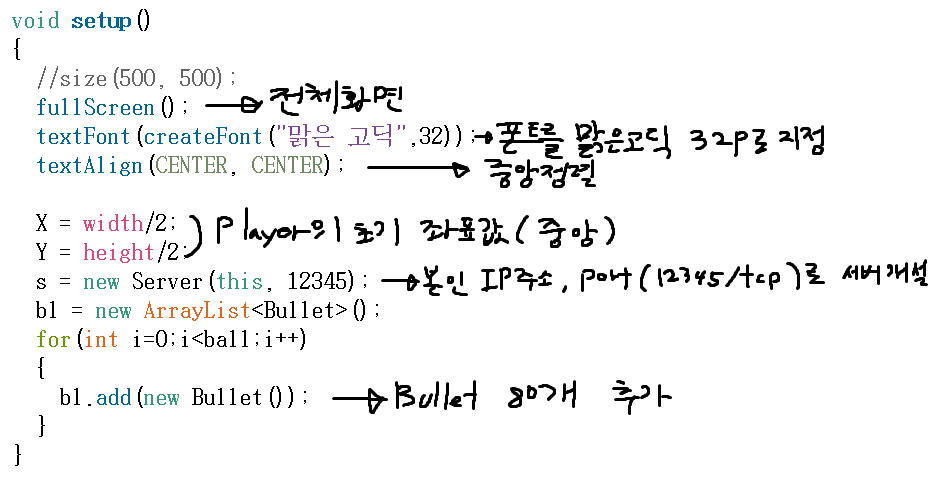 void setup()
{
//size(500, 500);
fullScreen(); → 전체화면
textFont(createFont("맑은 고딕",32)); → 폰트를 맑은고딕 32P로 지정
textAlign(CENTER, CENTER); → 중앙정렬
X = width/2;
Y = height/2; ) Player의 초기 좌표값(중앙)
s = new Server(this, 12345); → 본인 IP주소, port(12345/tcp)로 서버개설
bl = new ArrayList<Bullet>();
for(int i=0;i<ball;i++)
{
bl.add(new Bullet()); → Bullet 80개 추가
}
}